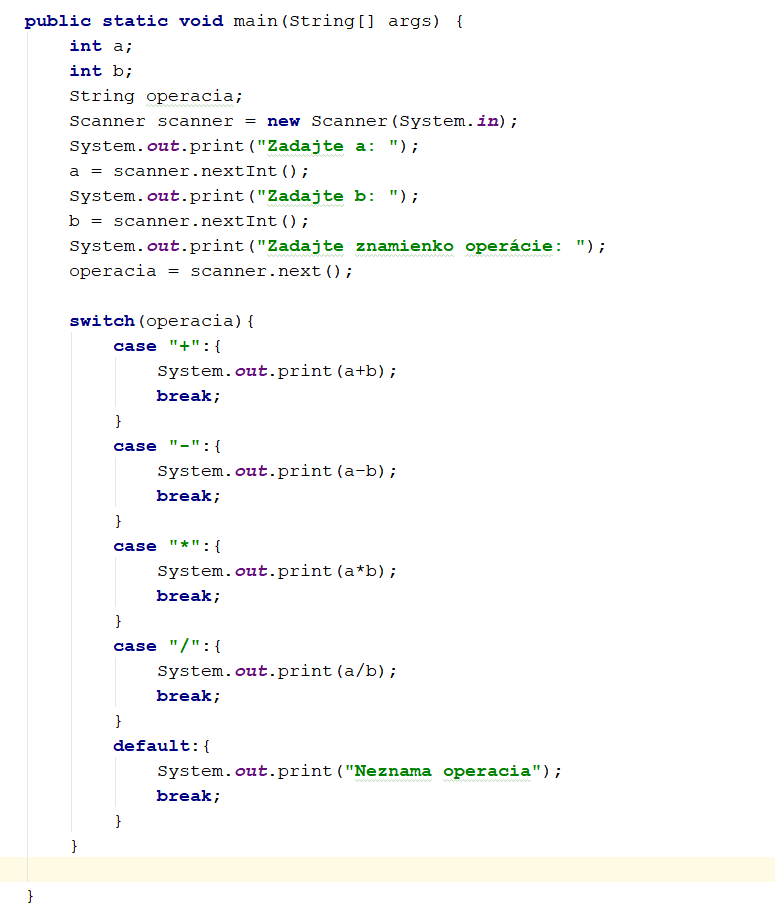 public static void main(String[] args) {
    int a;
    int b;
    String operacia;
    Scanner scanner = new Scanner(System.in);
    System.out.print("Zadajte a: ");
    a = scanner.nextInt();
    System.out.print("Zadajte b: ");
    b = scanner.nextInt();
    System.out.print("Zadajte znamienko operácie: ");
    operacia = scanner.next();

    switch(operacia){
        case "+":{
            System.out.print(a+b);
            break;
        }
        case "-":{
            System.out.print(a-b);
            break;
        }
        case "*":{
            System.out.print(a*b);
            break;
        }
        case "/":{
            System.out.print(a/b);
            break;
        }
        default:{
            System.out.print("Neznama operacia");
            break;
        }
    }

}